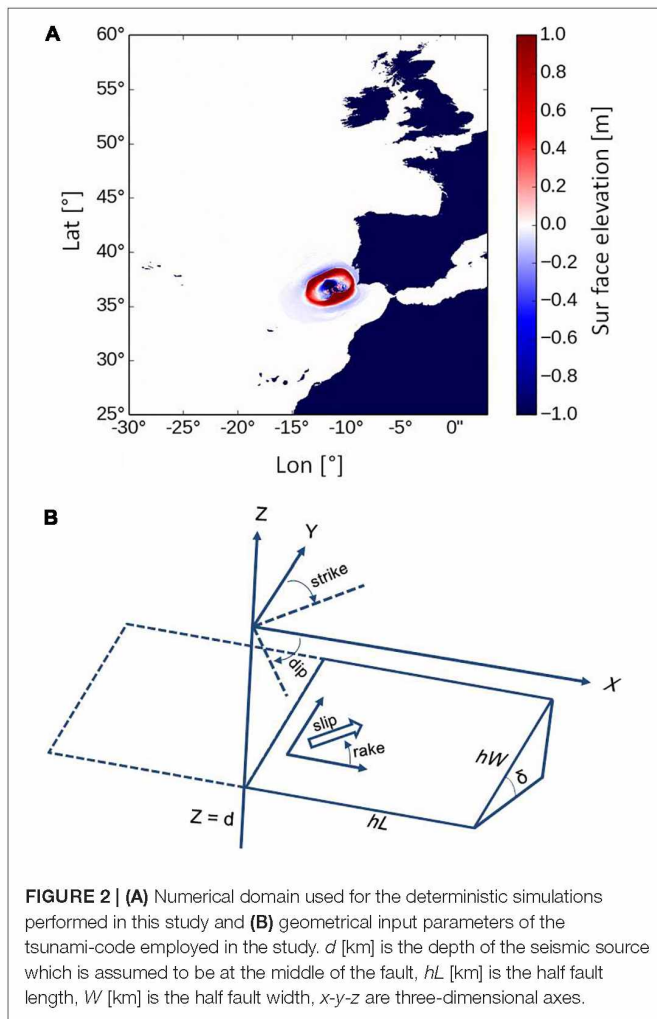 A
60°
55°
50°
45°
40°
35°
30°
25°
Lat [°]
-30° -25° -20° -15° -10° -5° 0"
Lon [°]
1.0
0.8
0.6
0.4
0.2
0.0
−0.2
−0.4
−0.6
−0.8
−1.0
Sur face elevation [m]
B
Z
Y
strike
dip
X
slip
rake
hW
δ
Z = d
hL
FIGURE 2 | (A) Numerical domain used for the deterministic simulations
performed in this study and (B) geometrical input parameters of the
tsunami-code employed in the study. d [km] is the depth of the seismic source
which is assumed to be at the middle of the fault, hL [km] is the half fault
length, W [km] is the half fault width, x-y-z are three-dimensional axes.